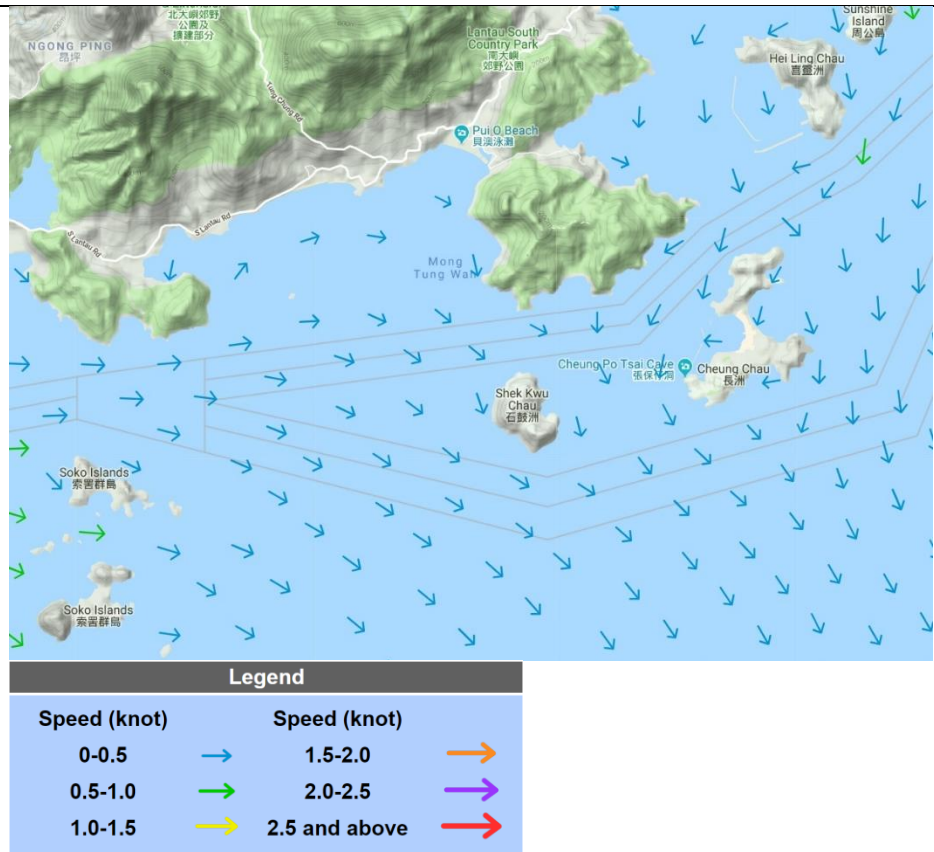 北大嶼郊野
公園及
擴建部分
NGONG PING
昂坪
Tung Chung Rd
Lantau South
Country Park
南大嶼
郊野公園
Sunshine
Island
周公島
Hei Ling Chau
喜靈洲
Pui O Beach
貝澳泳灘
S Lantau Rd
S Lantau Rd
Mong
Tung Wan
Cheung Po Tsai Cave
張保仔洞
Cheung Chau
長洲
Shek Kwu
Chau
石鼓洲
Soko Islands
索罟群島
Soko Islands
索罟群島
Legend
Speed (knot) Speed (knot)
0-0.5 1.5-2.0
0.5-1.0 2.0-2.5
1.0-1.5 2.5 and above